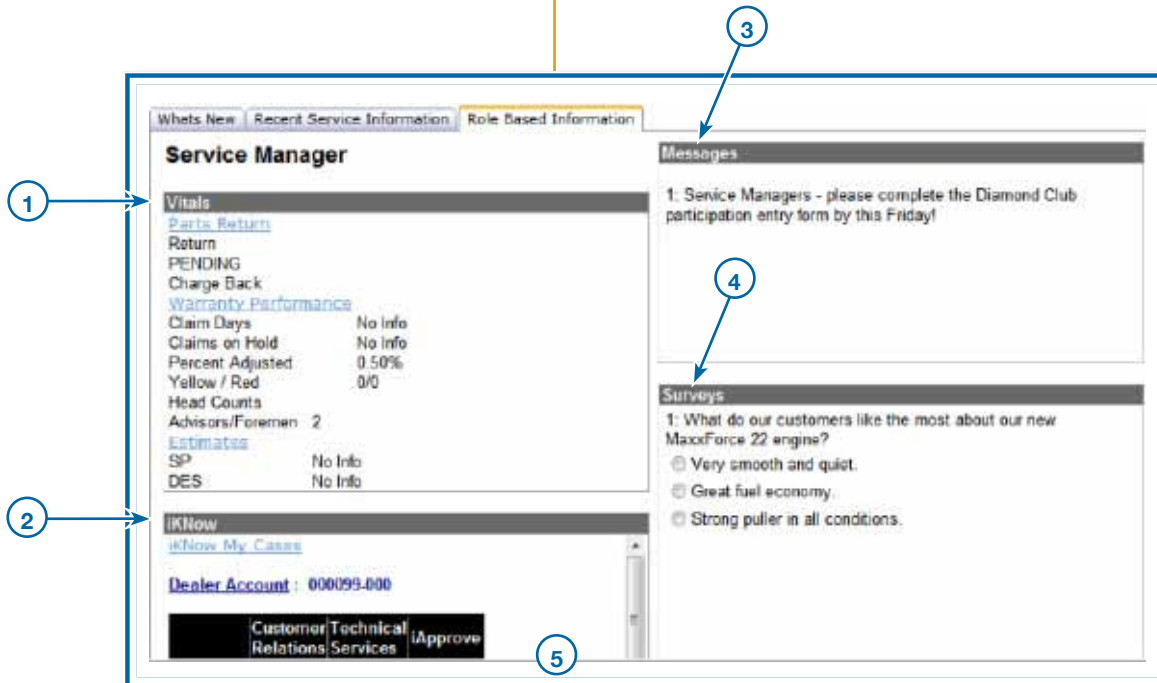 3
Whets New Recent Service Information Role Based Information
Service Manager
Messages
1
Vitals
1: Service Managers - please complete the Diamond Club
participation entry form by this Friday!
Parts Return
Return
PENDING
Charge Back
4
Warranty Performance
Claim Days No Info
Claims on Hold No Info
Percent Adjusted 0.50%
Yellow / Red 0/0
Head Counts
Advisors/Foremen 2
Estimates
SP No Info
DES No Info
Surveys
1: What do our customers like the most about our new
MaxxForce 22 engine?
Very smooth and quiet.
Great fuel economy.
Strong puller in all conditions.
2
iKNow
iKNow My Cases
Dealer Account : 000099-000
Customer Relations Technical Services iApprove
5